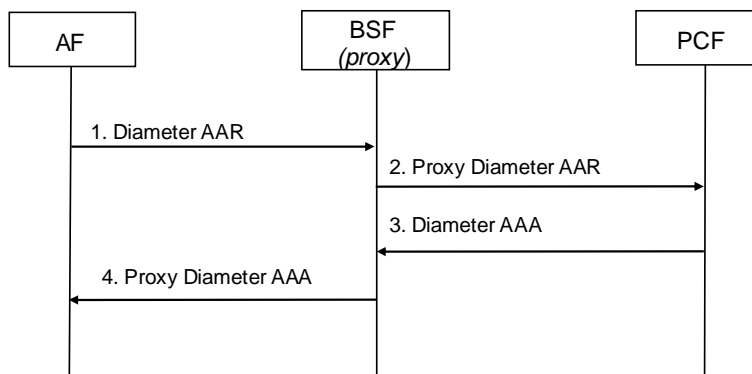 AF
BSF
(proxy)
PCF
1. Diameter AAR
2. Proxy Diameter AAR
3. Diameter AAA
4. Proxy Diameter AAA